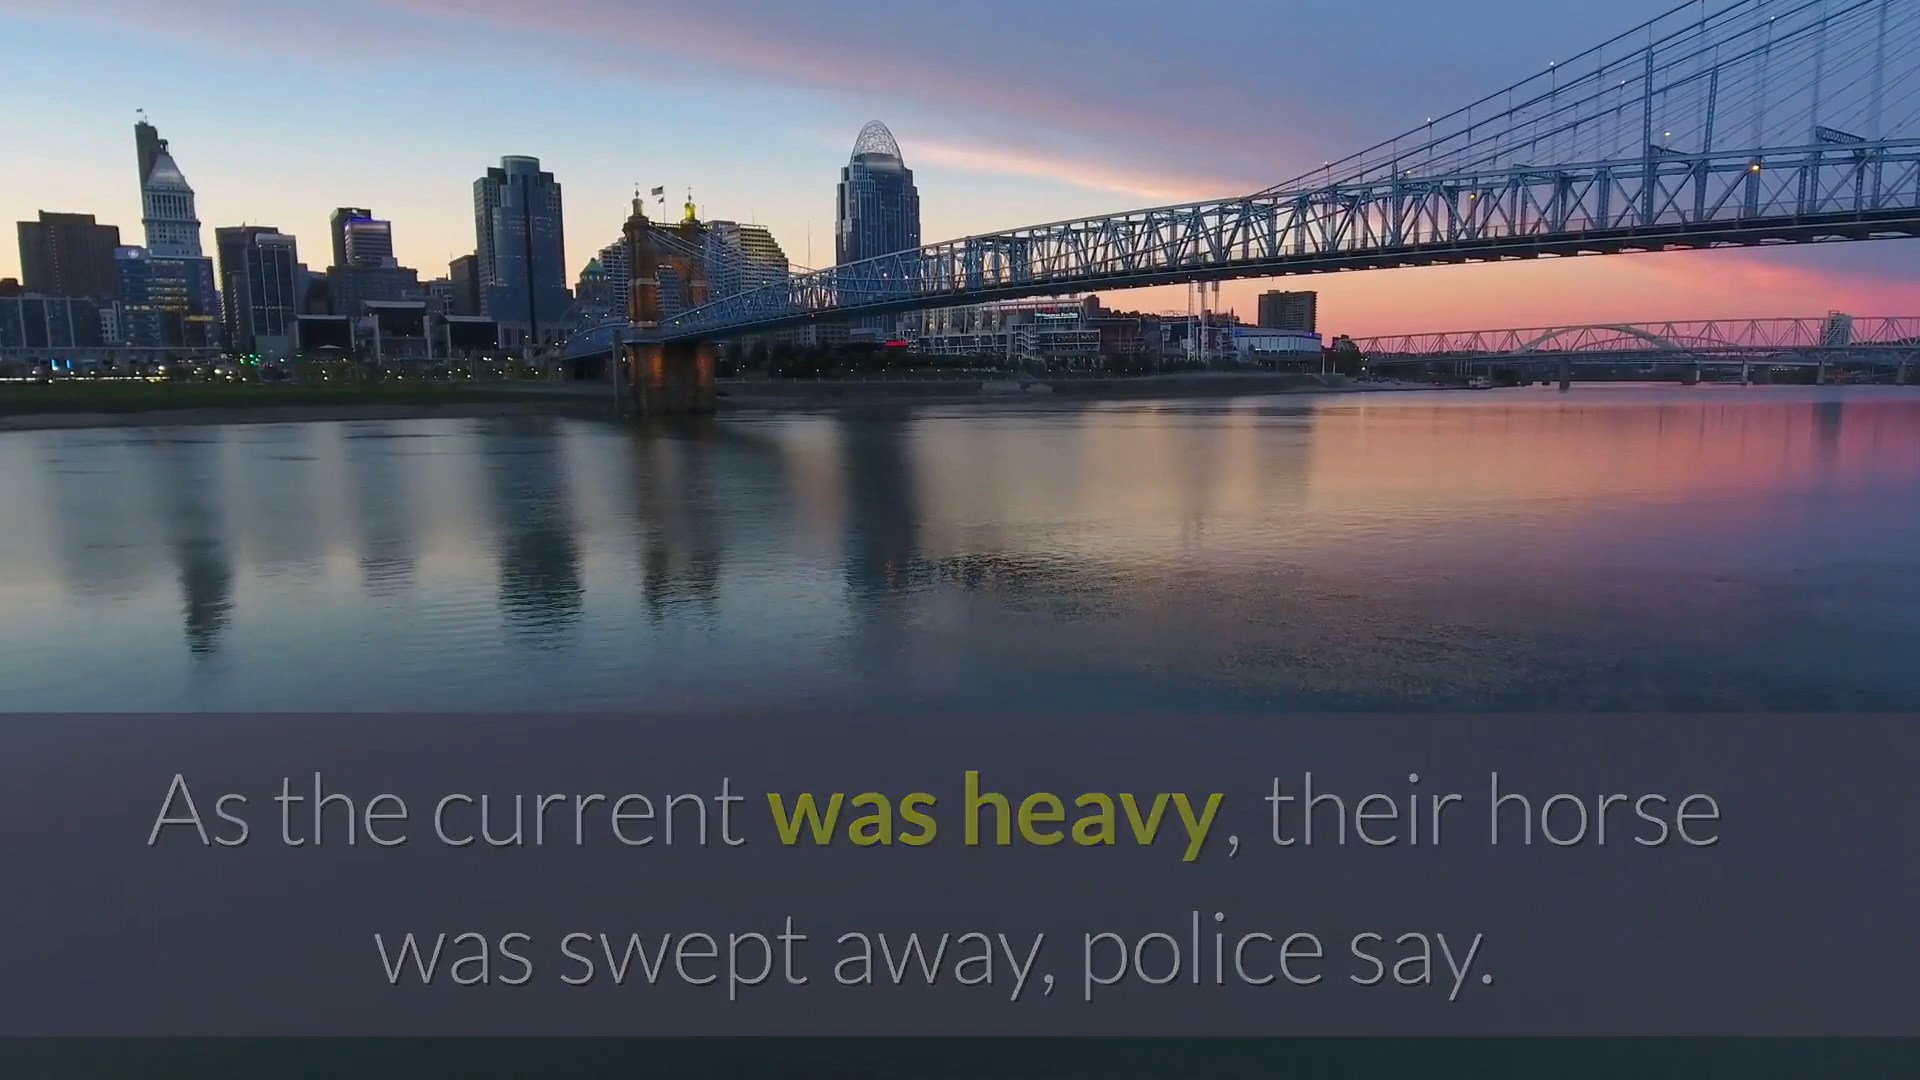 As the current was heavy, their horse
was swept away, police say.